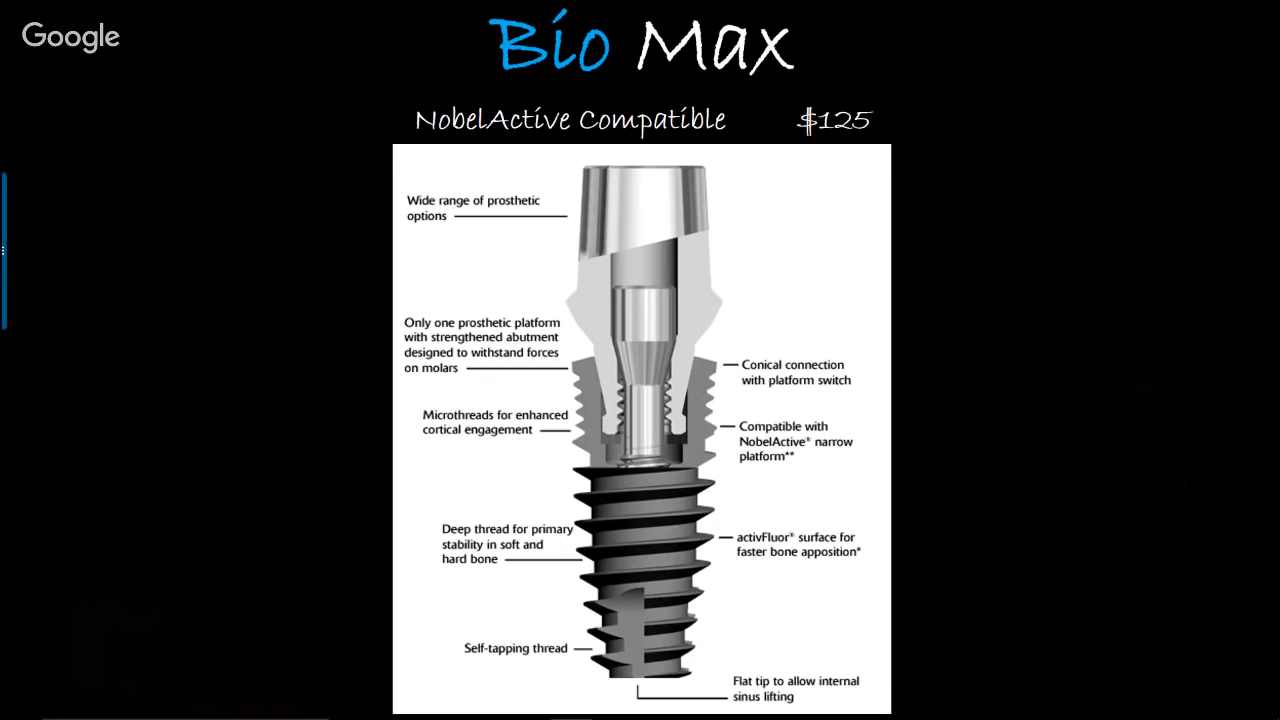 Google
Bio Max
NobelActive Compatible $125
Wide range of prosthetic
options
Only one prosthetic platform
with strengthened abutment
designed to withstand forces
on molars
Conical connection
with platform switch
Microthreads for enhanced
cortical engagement
Compatible with
NobelActive® narrow
platform**
Deep thread for primary
stability in soft and
hard bone
activFluor® surface for
faster bone apposition*
Self-tapping thread
Flat tip to allow internal
sinus lifting